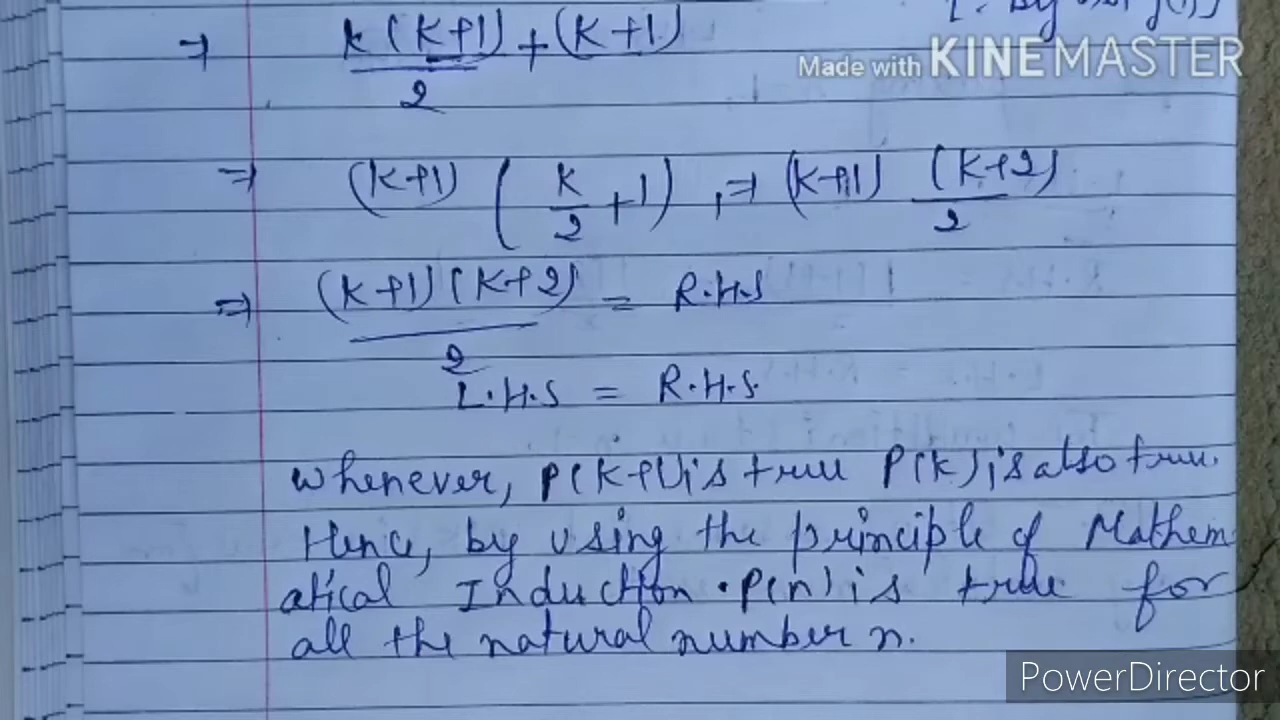 Made with KINEMASTER
⇒ k(k+1)/2 + (k+1)
⇒ (k+1) (k/2 + 1), ⇒ (k+1) (k+2)/2
⇒ (k+1)(k+2)/2 = R.H.S
L.H.S = R.H.S.
whenever, P(k+1) is true P(k) is also true.
Hence, by using the principle of Mathem
atical Induction. P(n) is true for
all the natural number n.
PowerDirector